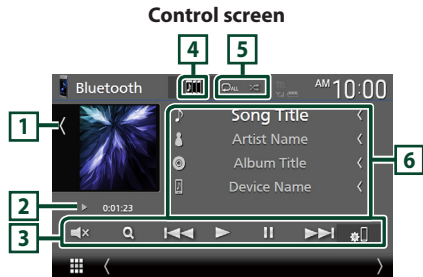 Control screen
4 5
Bluetooth ALL AM 10:00
1
Song Title
Artist Name
Album Title
Device Name
6
2
0:01:23
3